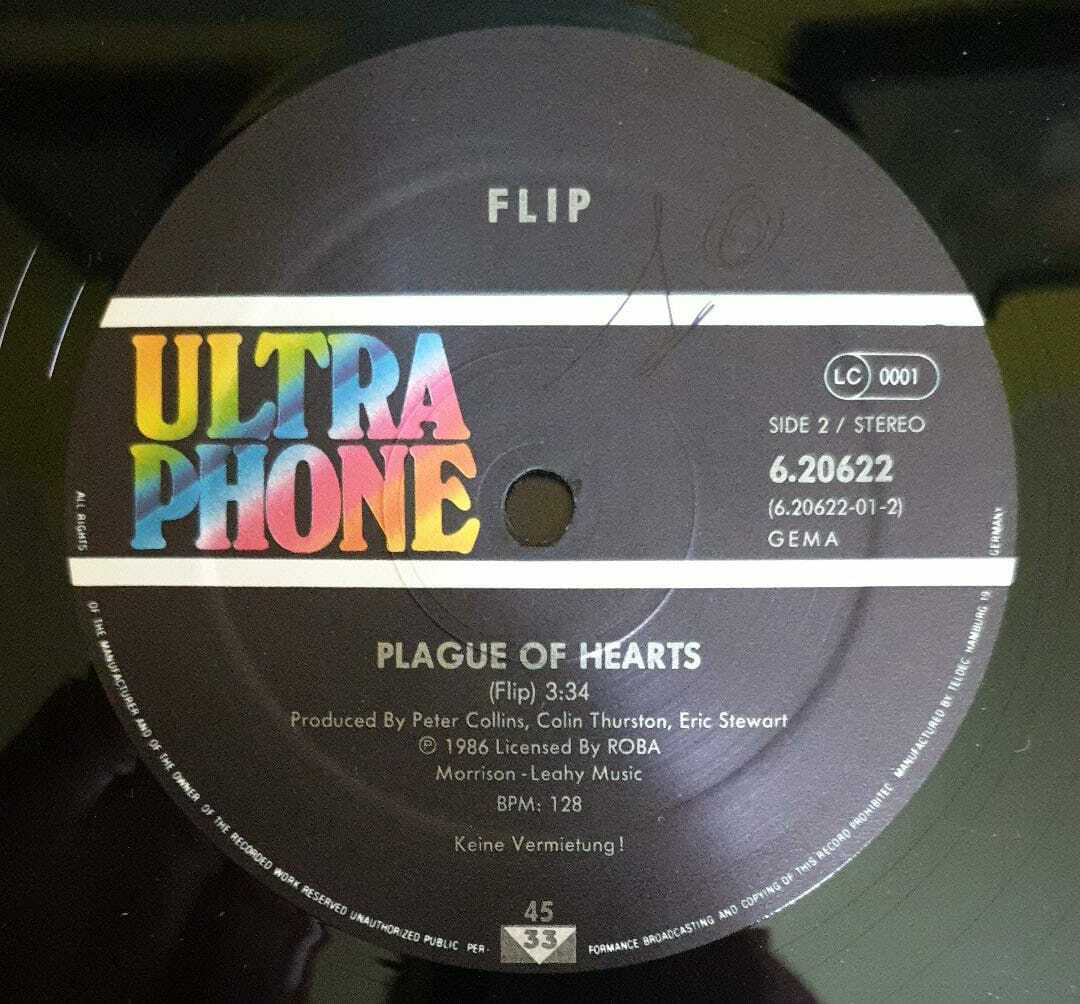 FLIP
ULTRA
PHONE
LC 0001
SIDE 2 / STEREO
6.20622
(6.20622-01-2)
GEMA
PLAGUE OF HEARTS
(Flip) 3:34
Produced By Peter Collins, Colin Thurston, Eric Stewart
℗ 1986 Licensed By ROBA
Morrison - Leahy Music
BPM: 128
Keine Vermietung!
45
33
ALL RIGHTS OF THE MANUFACTURER AND OF THE OWNER OF THE RECORDED WORK RESERVED UNAUTHORIZED PUBLIC PER- FORMANCE BROADCASTING AND COPYING OF THIS RECORD PROHIBITED MANUFACTURED BY TELDEC HAMBURG 19 GERMANY